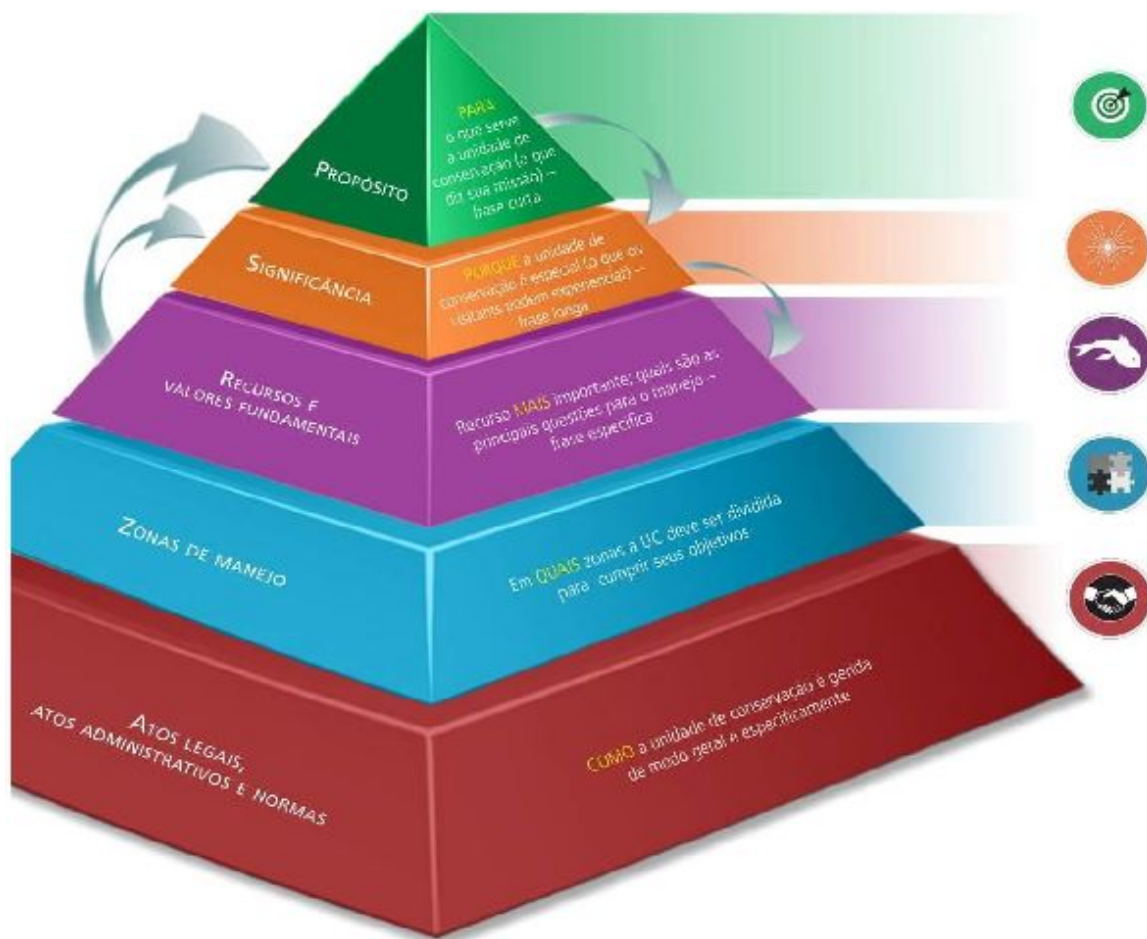 PROPÓSITO
PARA
o que serve
a unidade de
conservação (o que
diz sua missão) –
frase curta
SIGNIFICÂNCIA
PORQUE a unidade de
conservação é especial (o que os
visitants podem experienciar) –
frase longa
RECURSOS E
VALORES FUNDAMENTAIS
Recurso MAIS importante; quais são as
principais questões para o manejo –
frase específica
ZONAS DE MANEJO
Em QUAIS zonas a UC deve ser dividida
para cumprir seus objetivos
ATOS LEGAIS,
ATOS ADMINISTRATIVOS E NORMAS
COMO a unidade de conservação é gerida
de modo geral e especificamente